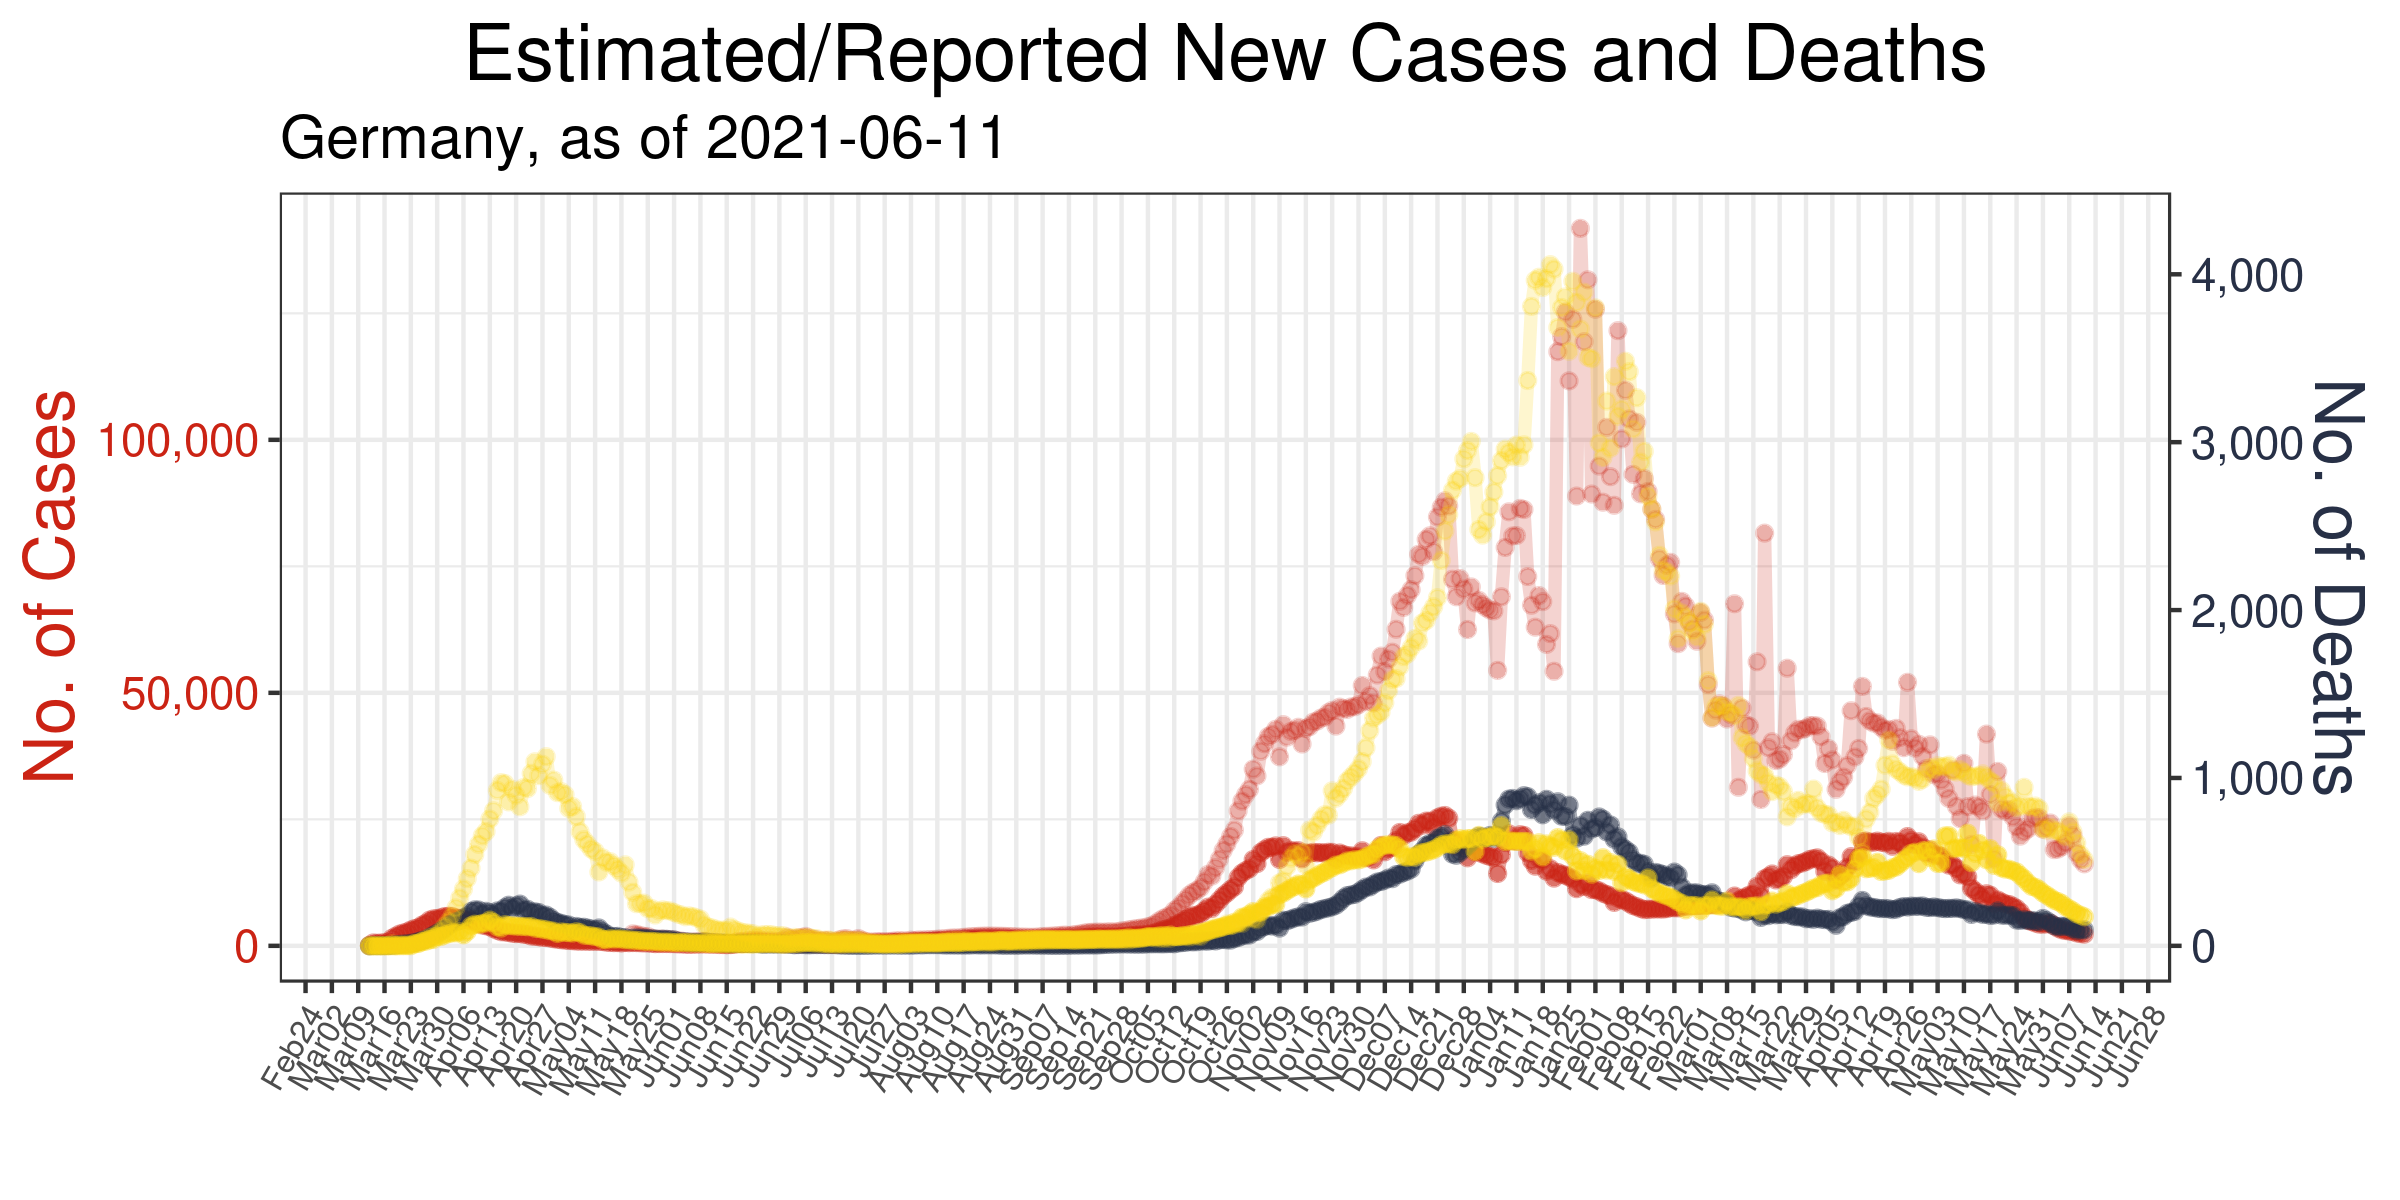 Estimated/Reported New Cases and Deaths
Germany, as of 2021-06-11
No. of Cases
100,000
50,000
0
4,000
3,000
2,000
1,000
0
No. of Deaths
Feb24
Mar02
Mar09
Mar16
Mar23
Mar30
Apr06
Apr13
Apr20
Apr27
May04
May11
May18
May25
Jun01
Jun08
Jun15
Jun22
Jun29
Jul06
Jul13
Jul20
Jul27
Aug03
Aug10
Aug17
Aug24
Aug31
Sep07
Sep14
Sep21
Sep28
Oct05
Oct12
Oct19
Oct26
Nov02
Nov09
Nov16
Nov23
Nov30
Dec07
Dec14
Dec21
Dec28
Jan04
Jan11
Jan18
Jan25
Feb01
Feb08
Feb15
Feb22
Mar01
Mar08
Mar15
Mar22
Mar29
Apr05
Apr12
Apr19
Apr26
May03
May10
May17
May24
May31
Jun07
Jun14
Jun21
Jun28